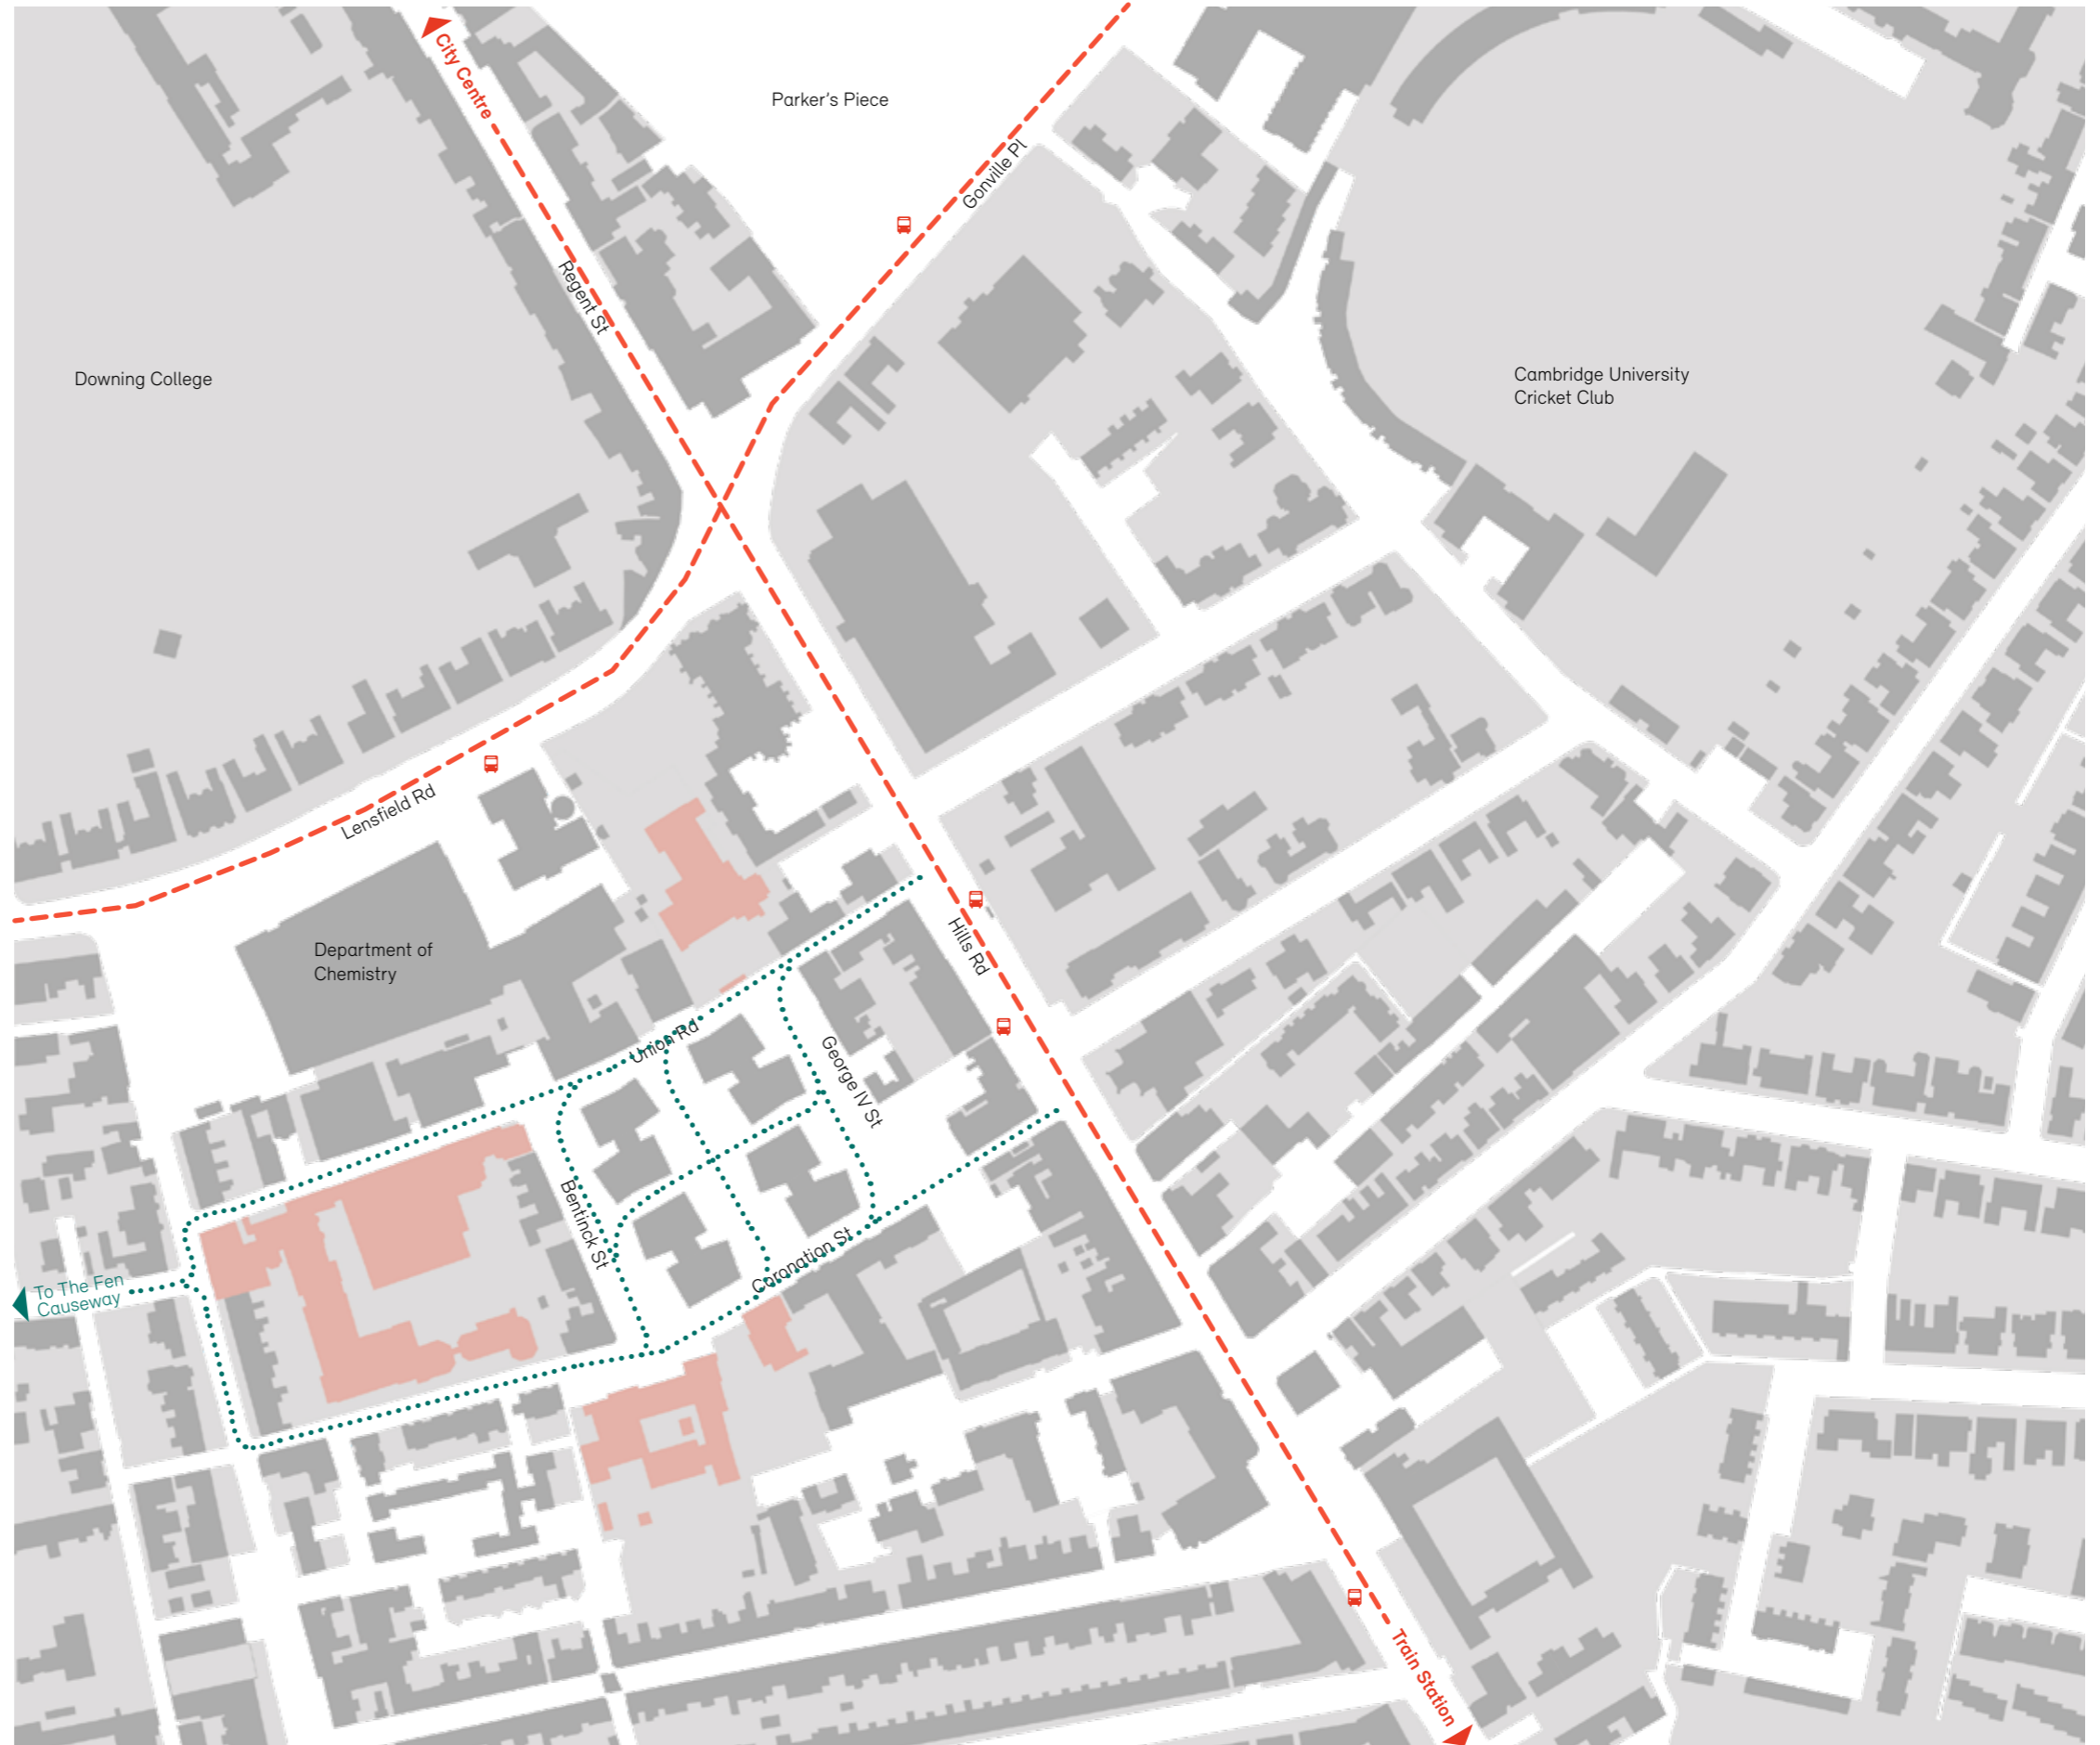 City Centre
Parker's Piece
Gonville Pl
Regent St
Downing College
Cambridge University
Cricket Club
Lensfield Rd
Department of
Chemistry
Hills Rd
Union Rd
George IV St
Bentinck St
Coronation St
To The Fen
Causeway
Train Station